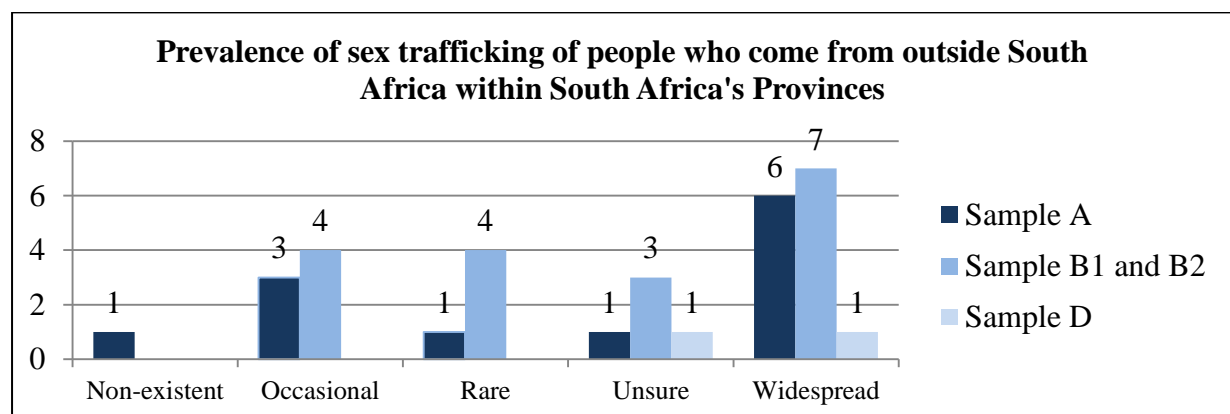 Prevalence of sex trafficking of people who come from outside South
Africa within South Africa's Provinces
8
6
4
2
0
1
3
4
1
4
1
3
1
6
7
1
Non-existent
Occasional
Rare
Unsure
Widespread
Sample A
Sample B1 and B2
Sample D